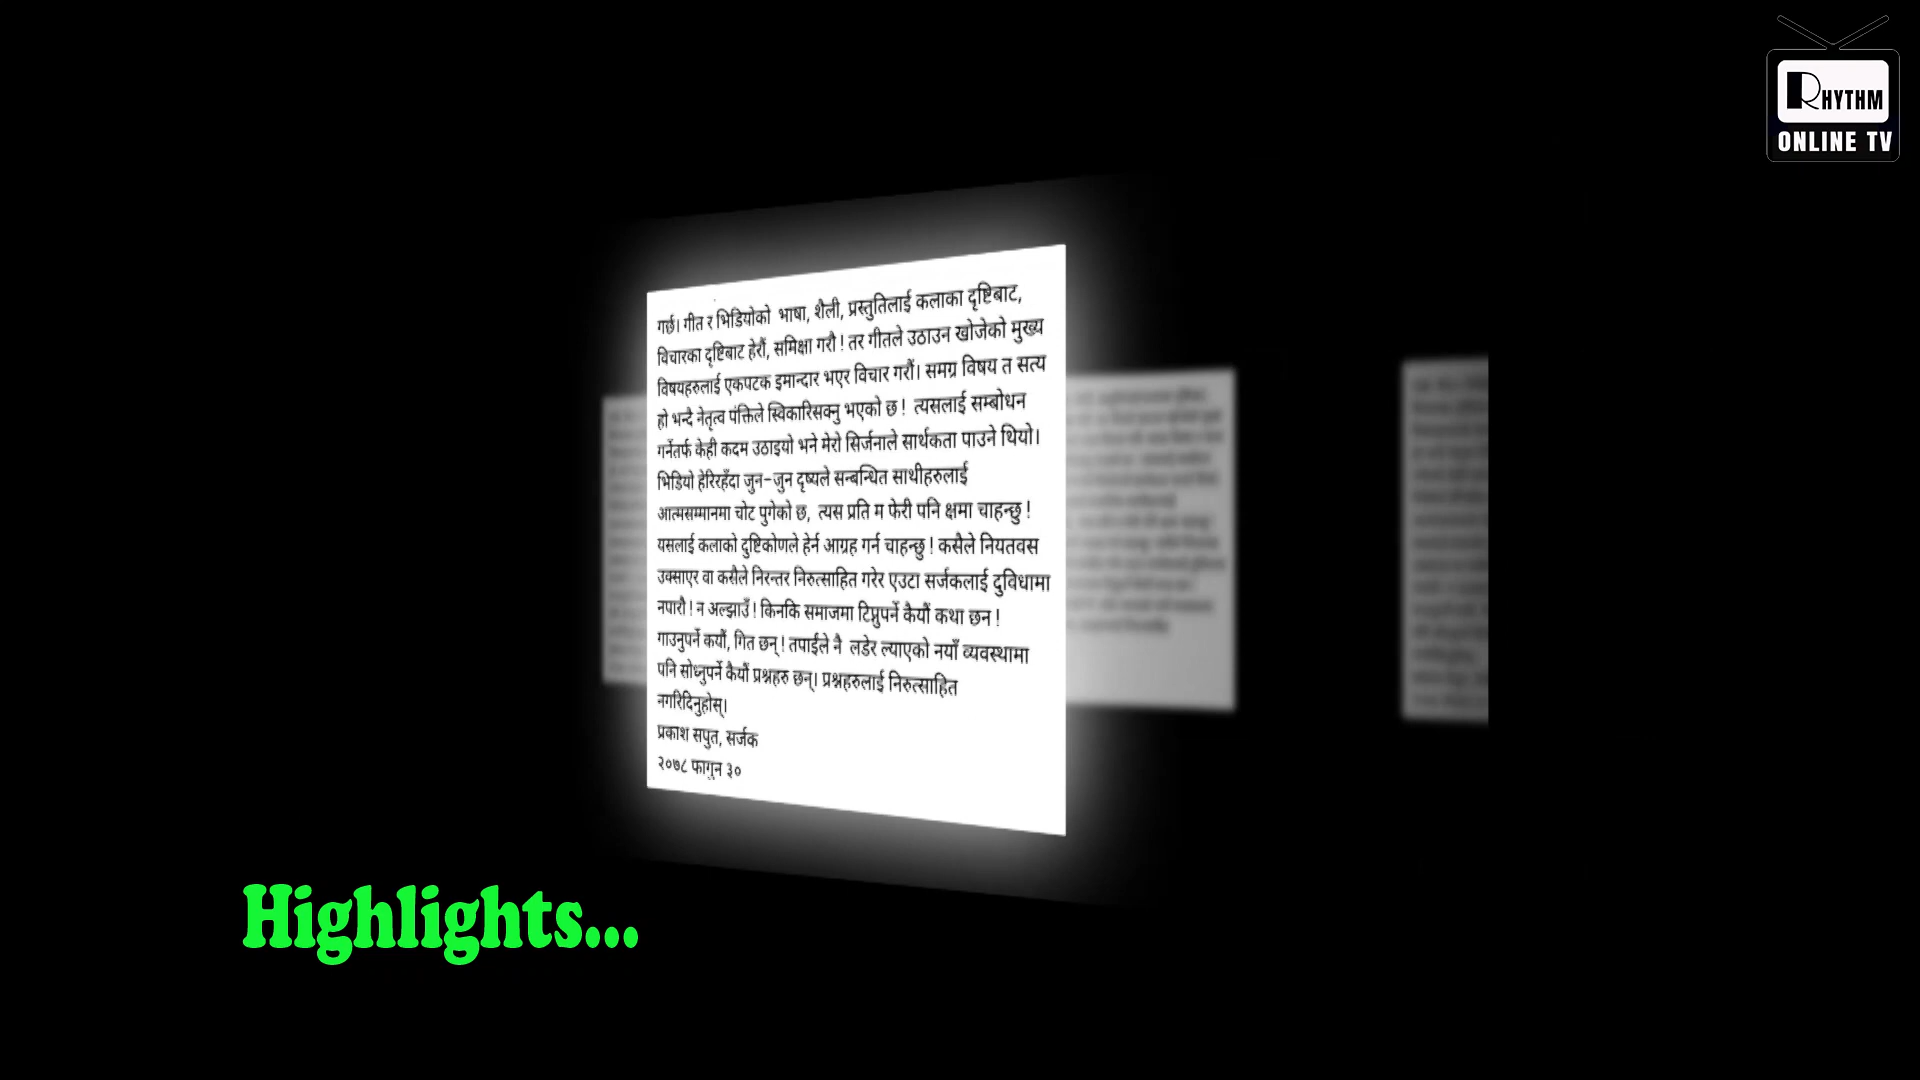 RHYTHM
ONLINE TV
गर्छ। गीत र भिडियोको भाषा, शैली, प्रस्तुतिलाई कलाका दृष्टिबाट,
विचारका दृष्टिबाट हेरौं, समिक्षा गरौ ! तर गीतले उठाउन खोजेको मुख्य
विषयहरुलाई एकपटक इमान्दार भएर विचार गरौं। समग्र विषय त सत्य
हो भन्दै नेतृत्व पंक्तिले स्विकारिसक्नु भएको छ ! त्यसलाई सम्बोधन
गर्नेतर्फ केही कदम उठाइयो भने मेरो सिर्जनाले सार्थकता पाउने थियो।
भिडियो हेरिरहँदा जुन-जुन दृष्यले सन्बन्धित साथीहरुलाई
आत्मसम्मानमा चोट पुगेको छ, त्यस प्रति म फेरी पनि क्षमा चाहन्छु !
यसलाई कलाको दुष्टिकोणले हेर्न आग्रह गर्न चाहन्छु ! कसैले नियतवस
उक्साएर वा कसैले निरन्तर निरुत्साहित गरेर एउटा सर्जकलाई दुविधामा
नपारौ ! न अल्झाउँ ! किनकि समाजमा टिप्नुपर्ने कैयौं कथा छन !
गाउनुपर्ने कयौं, गित छन् ! तपाईंले नै लडेर ल्याएको नयाँ व्यवस्थामा
पनि सोध्नुपर्ने कैयौं प्रश्नहरु छन्। प्रश्नहरुलाई निरुत्साहित
नगरिदिनुहोस्।
प्रकाश सपुत, सर्जक
२०७८ फागुन ३०
Highlights...